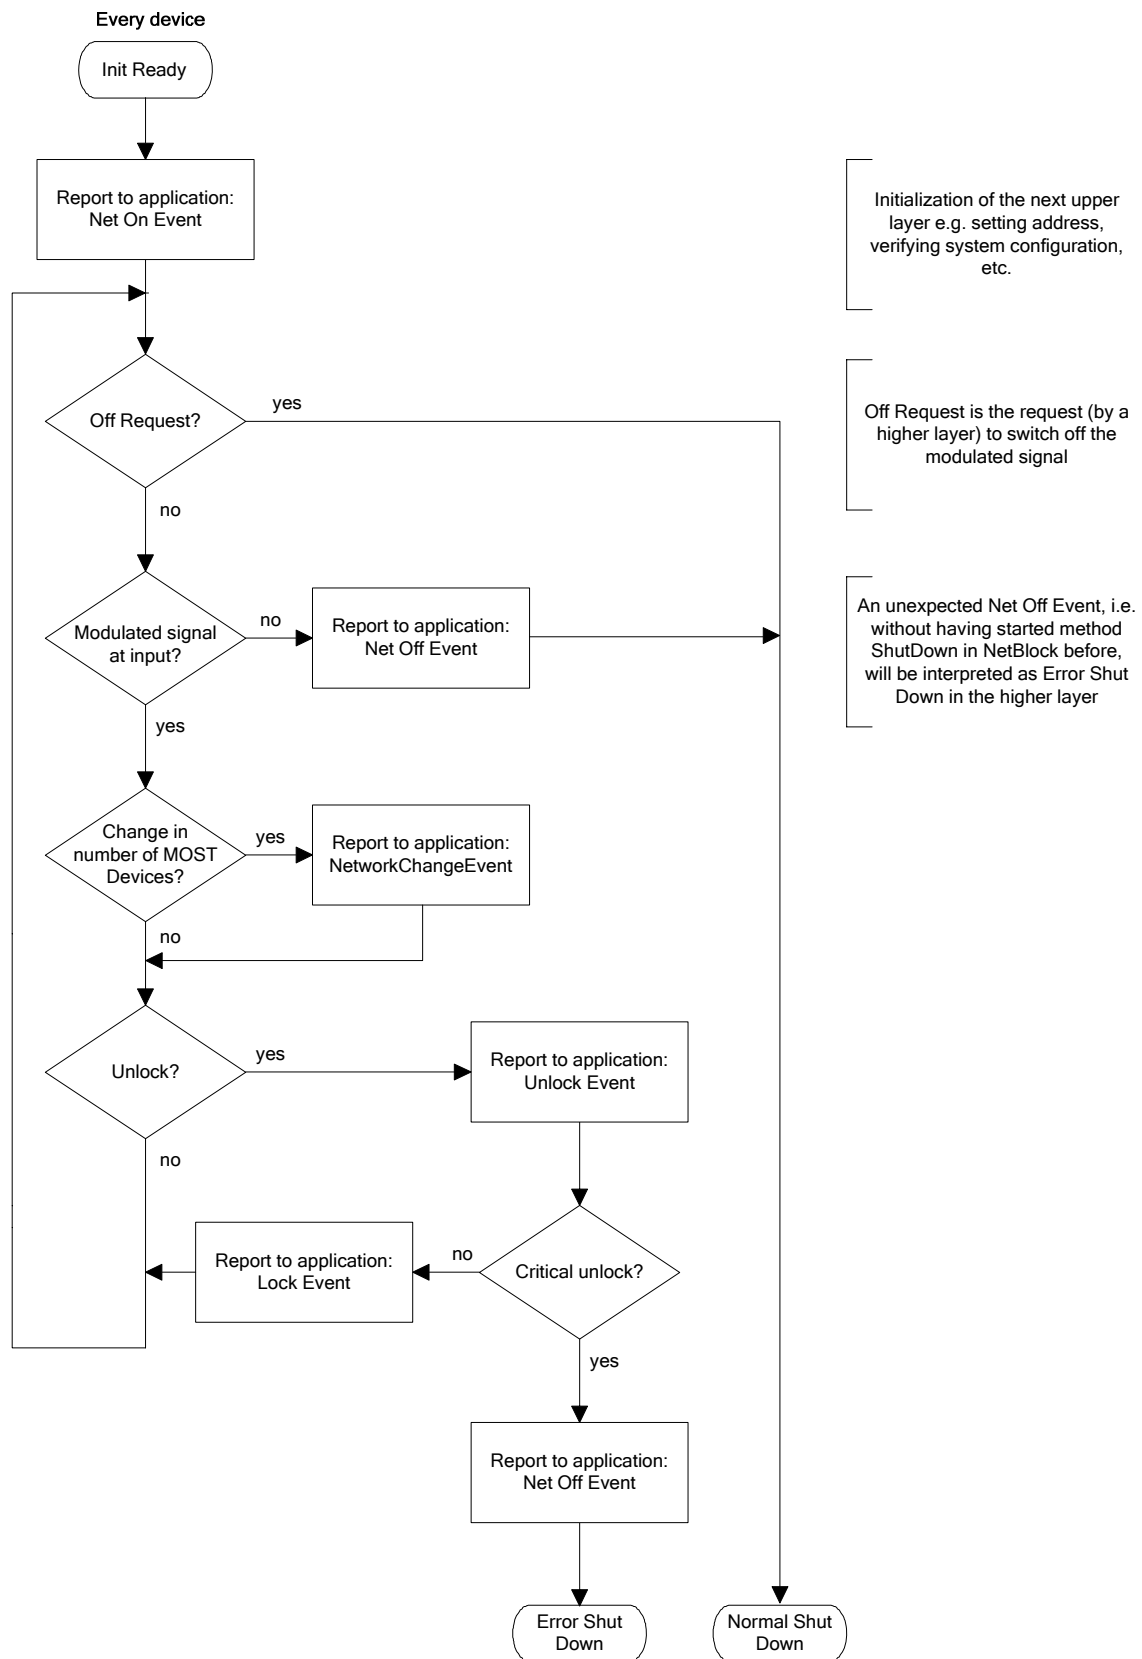 Every device
Init Ready
Report to application:
Net On Event
Initialization of the next upper
layer e.g. setting address,
verifying system configuration,
etc.
Off Request?
yes
no
Off Request is the request (by a
higher layer) to switch off the
modulated signal
Modulated signal
at input?
no
yes
Report to application:
Net Off Event
An unexpected Net Off Event, i.e.
without having started method
ShutDown in NetBlock before,
will be interpreted as Error Shut
Down in the higher layer
Change in
number of MOST
Devices?
yes
no
Report to application:
NetworkChangeEvent
Unlock?
yes
no
Report to application:
Unlock Event
Critical unlock?
no
yes
Report to application:
Lock Event
Report to application:
Net Off Event
Error Shut
Down
Normal Shut
Down